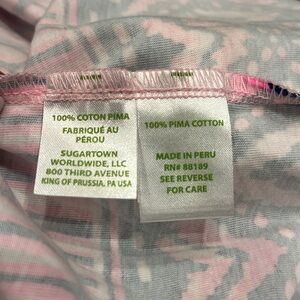 100% COTON PIMA
FABRIQUÉ AU
PÉROU
SUGARTOWN
WORLDWIDE, LLC
800 THIRD AVENUE
KING OF PRUSSIA, PA USA
100% PIMA COTTON
MADE IN PERU
RN# 88189
SEE REVERSE
FOR CARE